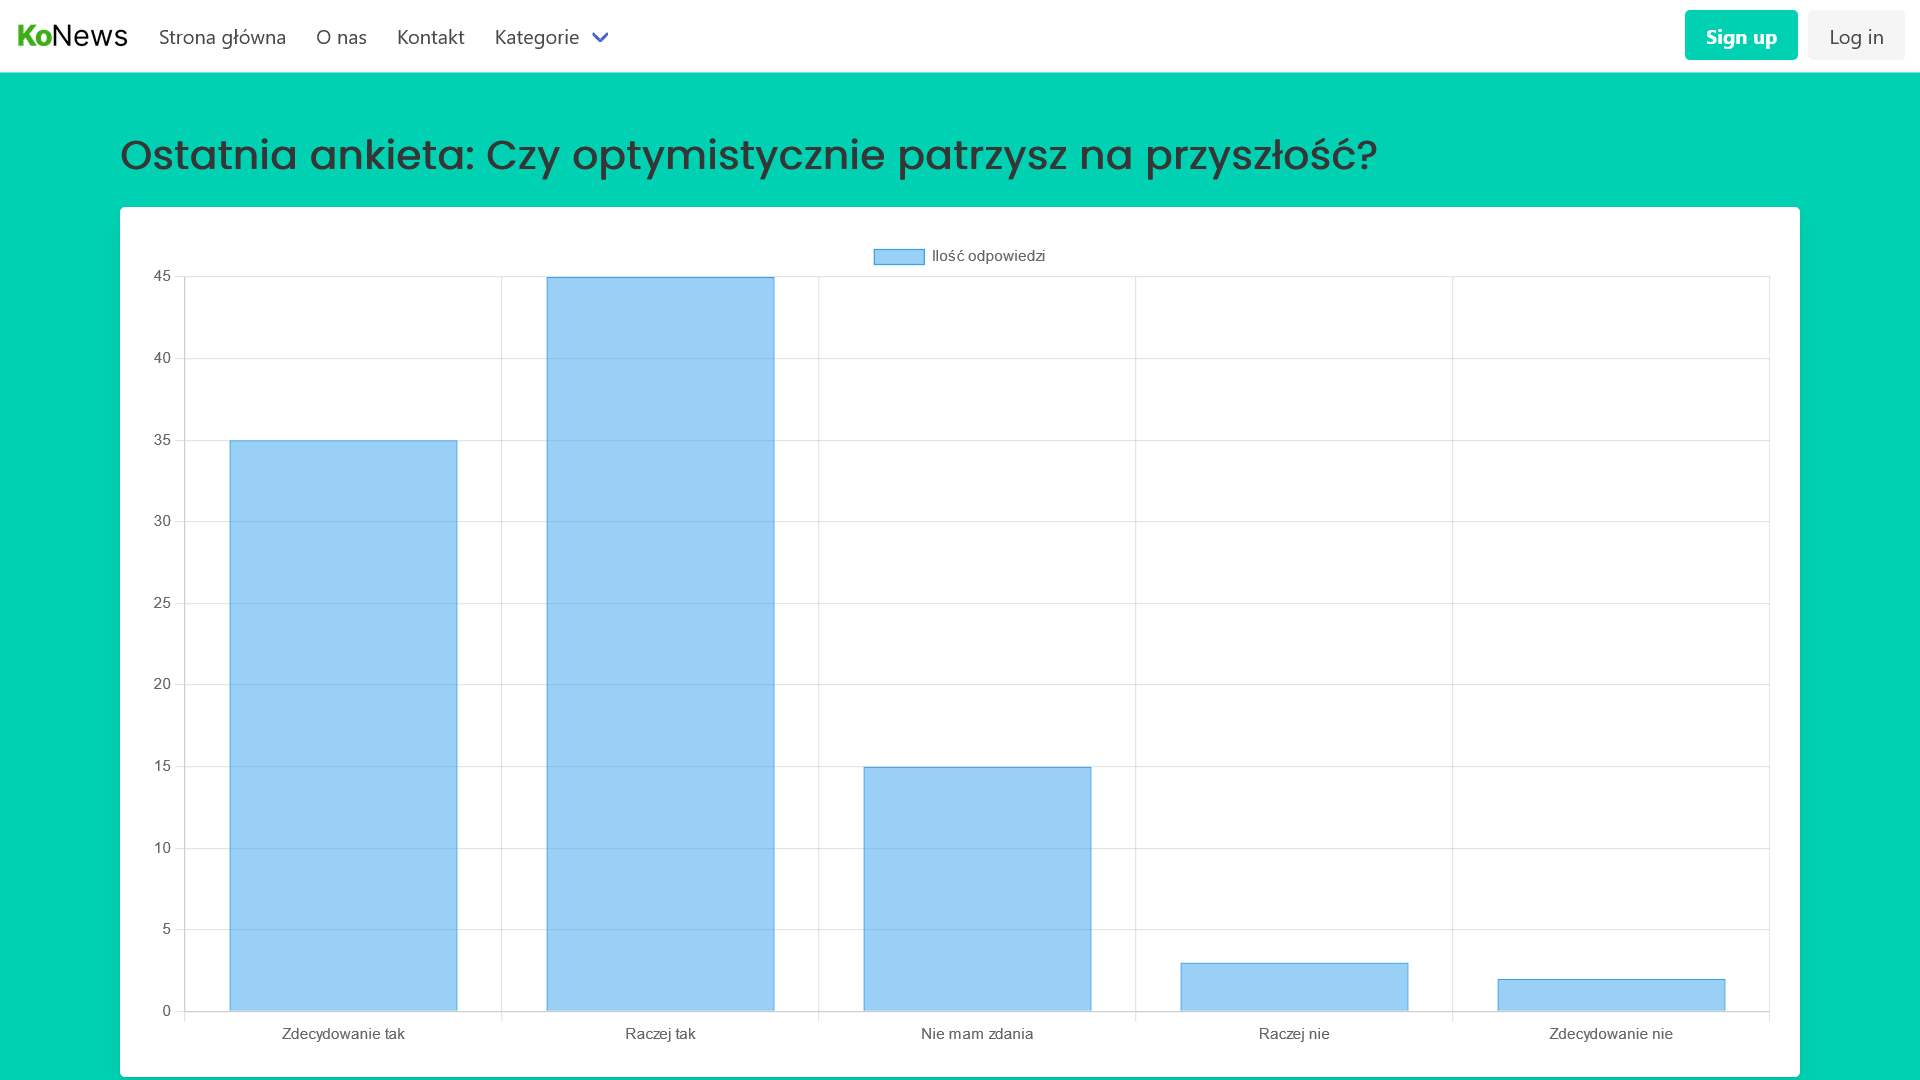 KoNews Strona główna O nas Kontakt Kategorie Sign up Log in
Ostatnia ankieta: Czy optymistycznie patrzysz na przyszłość?
Ilość odpowiedzi
45
40
35
30
25
20
15
10
5
0
Zdecydowanie tak Raczej tak Nie mam zdania Raczej nie Zdecydowanie nie